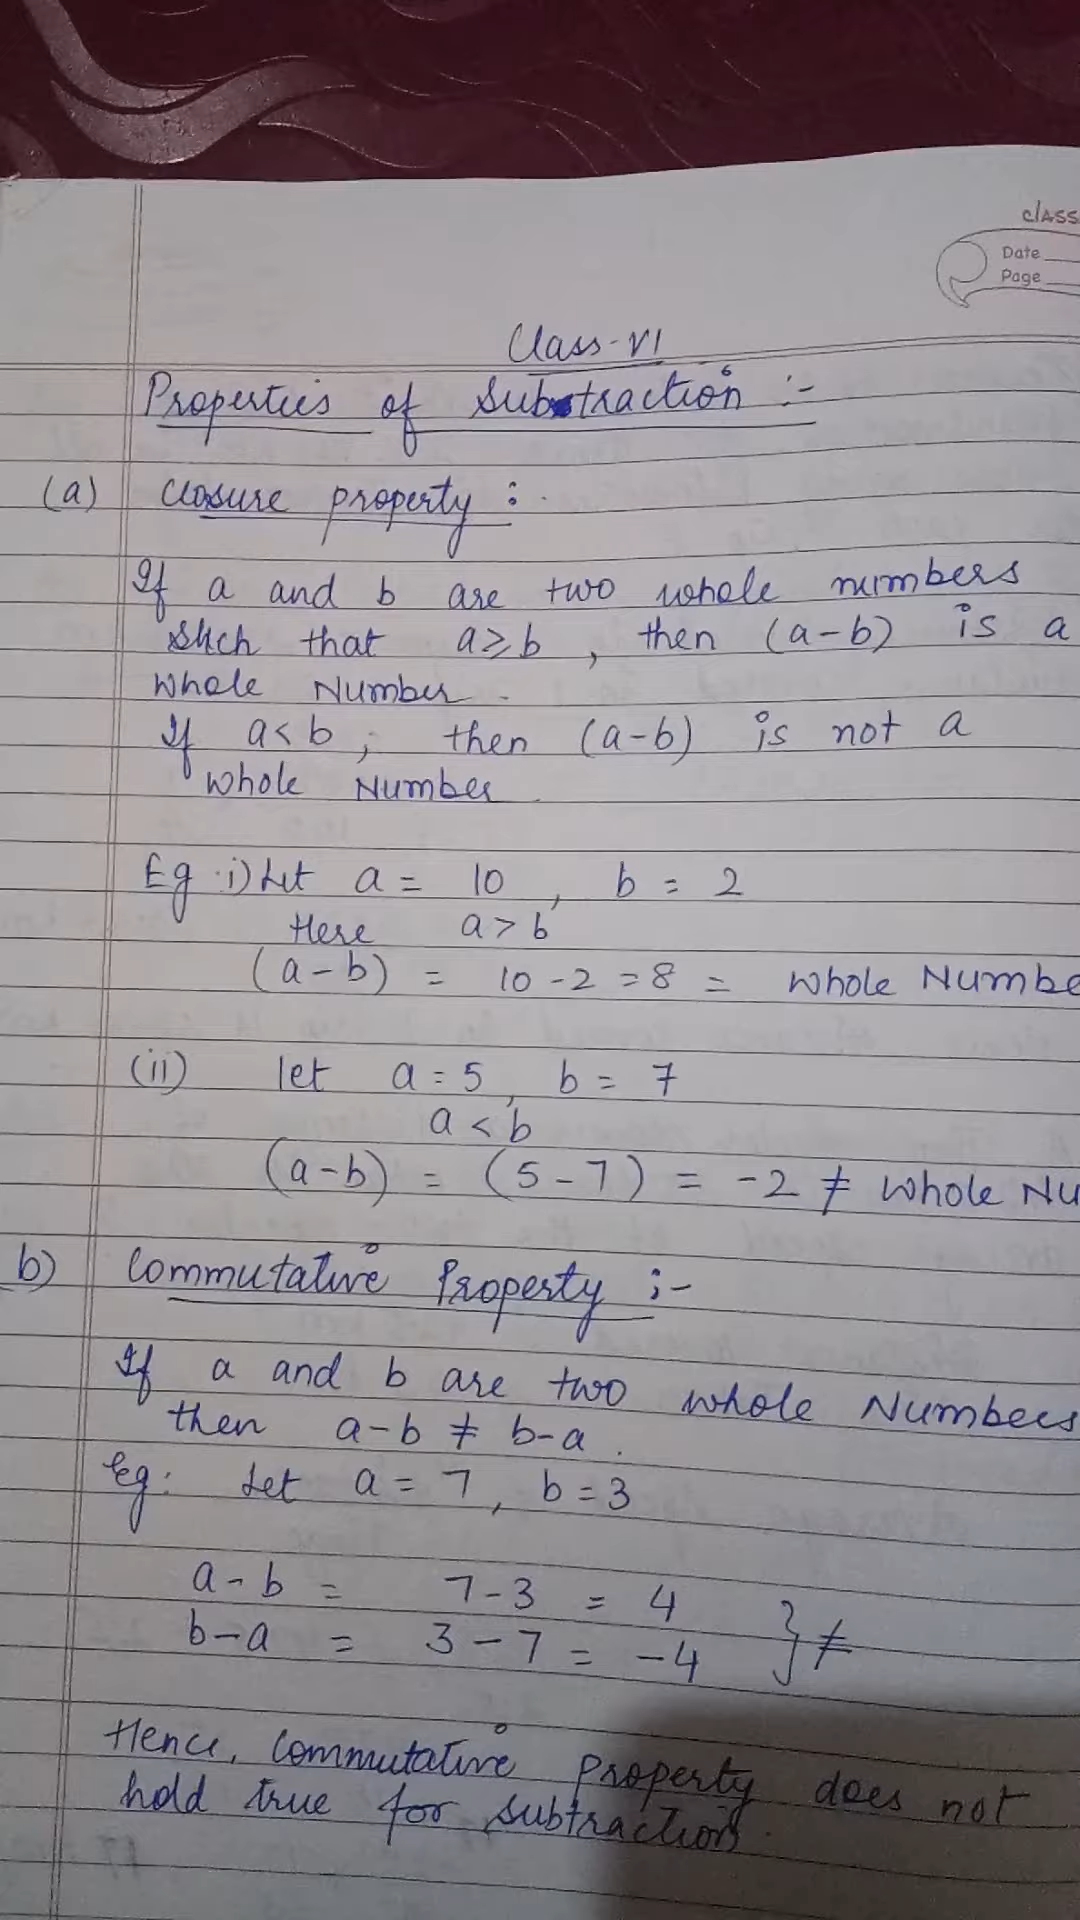 class
Date
Page
Class-VI
Properties of Subtraction :-
(a) Closure property :-
If a and b are two whole numbers
such that a ≥ b , then (a-b) is a
whole Number.
If a<b , then (a-b) is not a
whole Number.
Eg i) Let a = 10 , b = 2
Here a > b
(a-b) = 10 - 2 = 8 = whole Numbe
(ii) let a = 5 , b = 7
a < b
(a-b) = (5-7) = -2 ≠ whole Nu
b) Commutative Property :-
If a and b are two whole Numbers
then a-b ≠ b-a .
Eg: Let a = 7 , b = 3
a-b = 7-3 = 4
b-a = 3-7 = -4 } ≠
Hence, Commutative Property does not
hold true for subtraction.